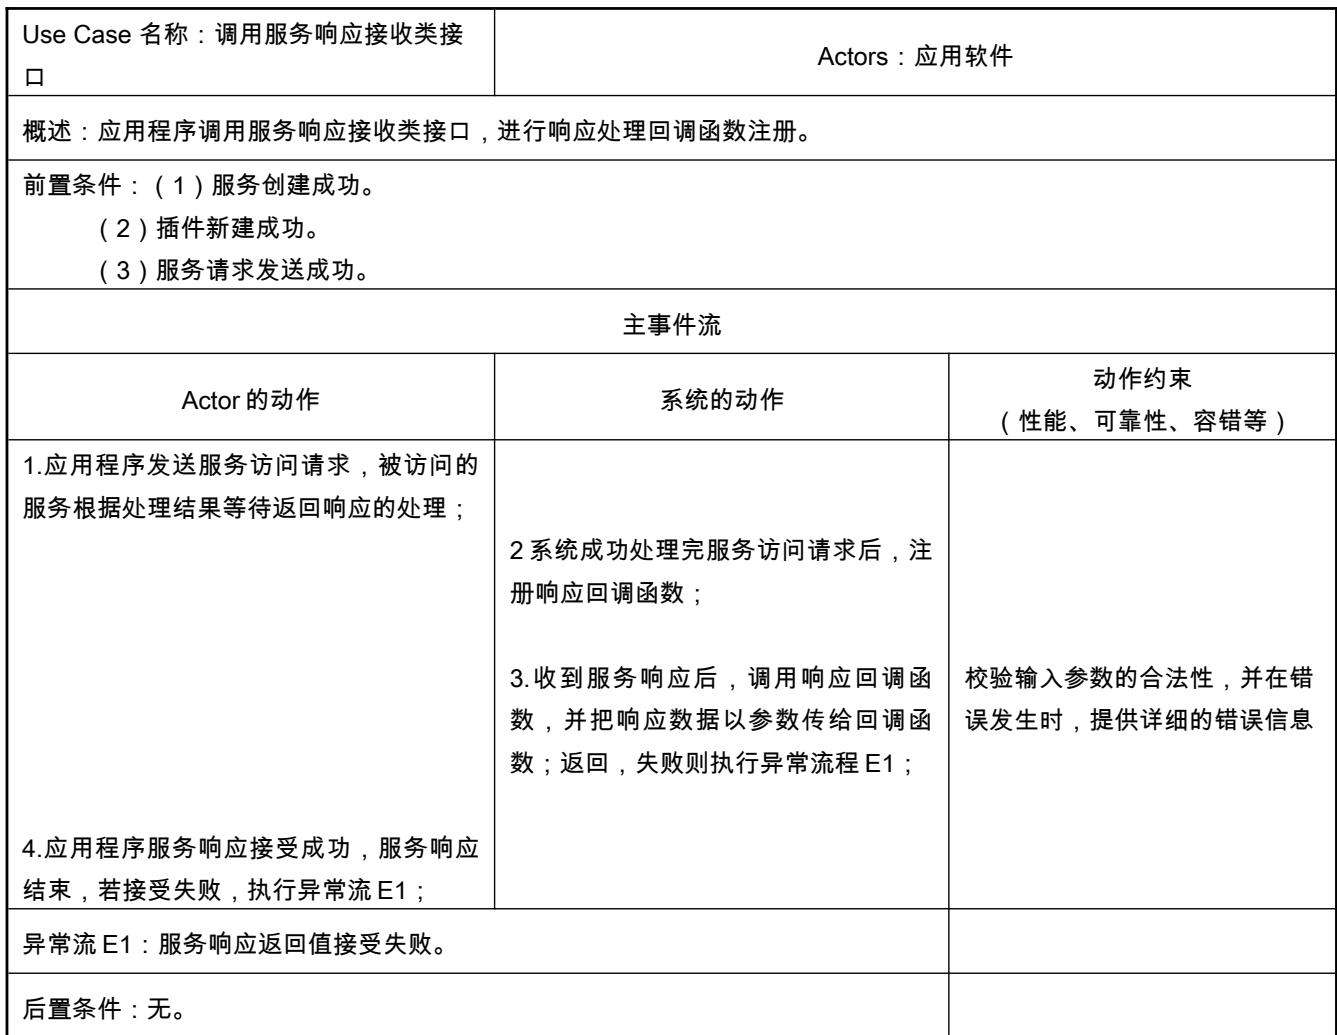 Use Case 名称：调用服务响应接收类接
口
Actors：应用软件
概述：应用程序调用服务响应接收类接口，进行响应处理回调函数注册。
前置条件：（1）服务创建成功。
（2）插件新建成功。
（3）服务请求发送成功。
主事件流
Actor 的动作
系统的动作
动作约束
（性能、可靠性、容错等）
1.应用程序发送服务访问请求，被访问的
服务根据处理结果等待返回响应的处理；
2 系统成功处理完服务访问请求后，注
册响应回调函数；
3.收到服务响应后，调用响应回调函
数，并把响应数据以参数传给回调函
数；返回，失败则执行异常流程 E1；
校验输入参数的合法性，并在错
误发生时，提供详细的错误信息
4.应用程序服务响应接受成功，服务响应
结束，若接受失败，执行异常流 E1；
异常流 E1：服务响应返回值接受失败。
后置条件：无。